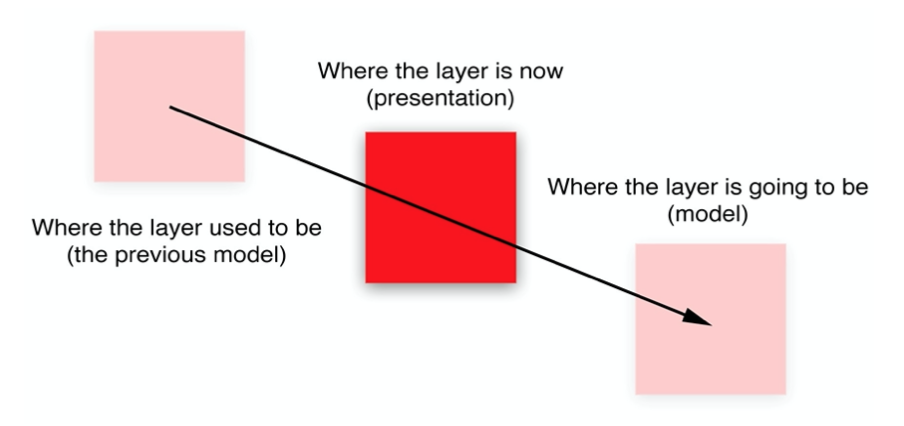 Where the layer is now
(presentation)
Where the layer is going to be
(model)
Where the layer used to be
(the previous model)